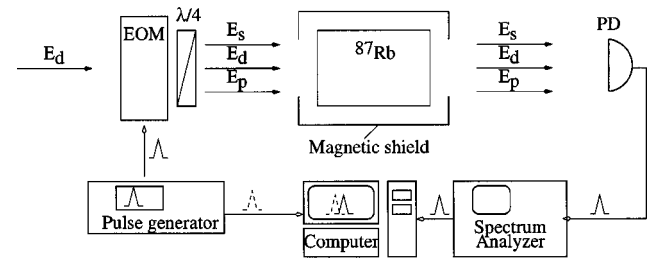 λ/4
EOM
PD
E_d
E_s
E_d
E_p
⁸⁷Rb
E_s
E_d
E_p
Magnetic shield
Pulse generator
Computer
Spectrum
Analyzer